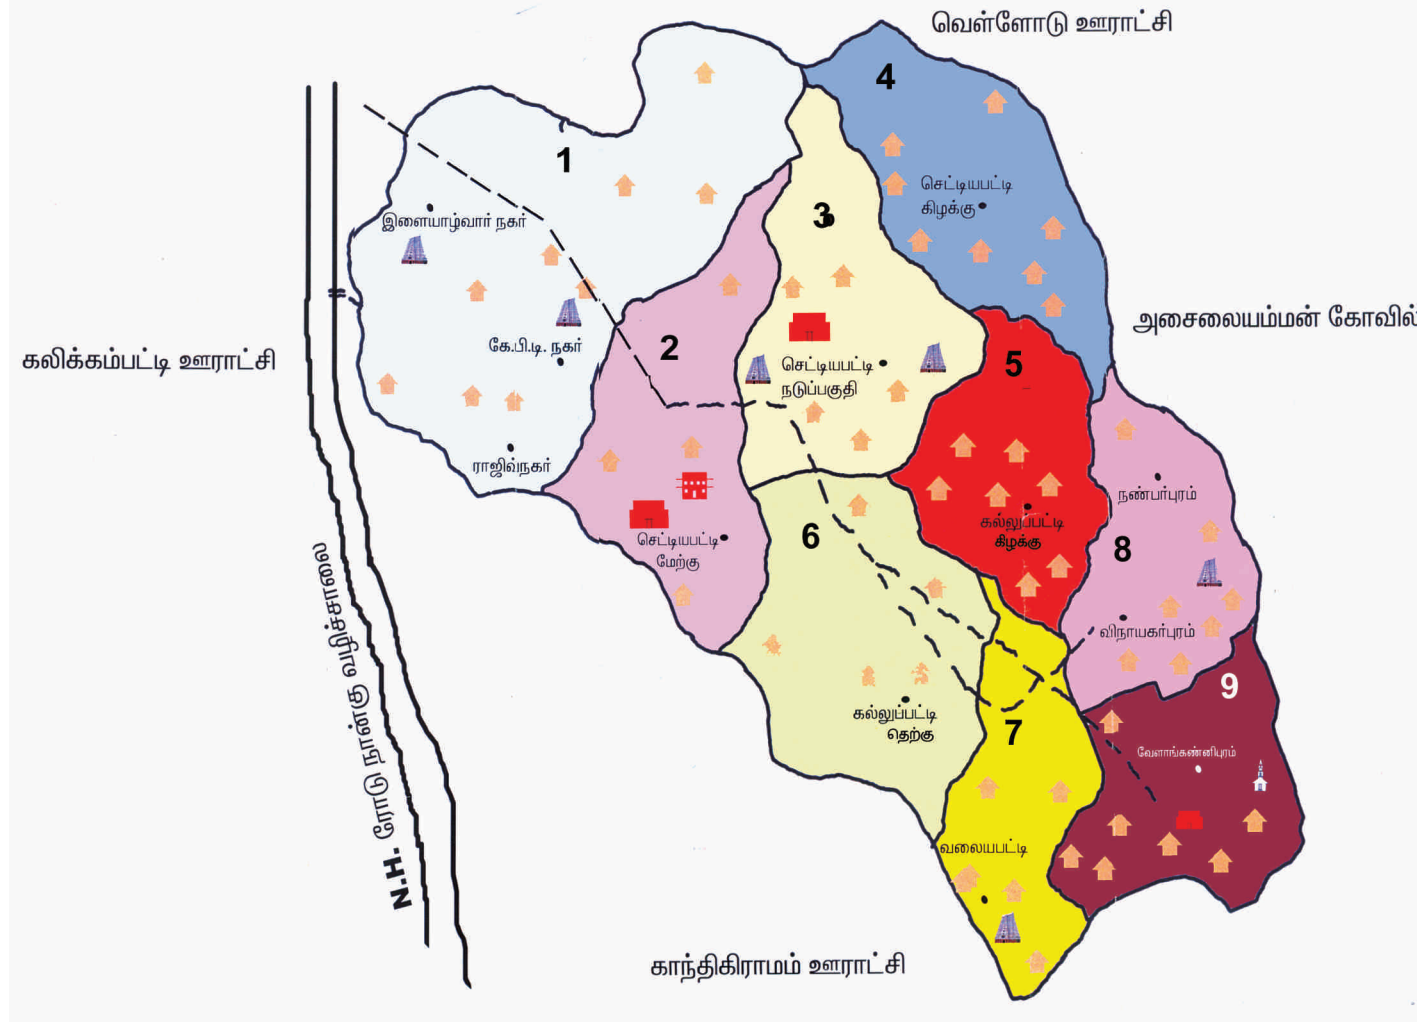 வெள்ளோடு ஊராட்சி
4
1
செட்டியபட்டி
கிழக்கு
3
இளையாழ்வார் நகர்
அசைலையம்மன் கோவில்
கலிக்கம்பட்டி ஊராட்சி
கே.பி.டி. நகர்
2
செட்டியபட்டி
நடுப்பகுதி
5
ராஜிவ்நகர்
நண்பர்புரம்
செட்டியபட்டி
மேற்கு
6
கல்லுப்பட்டி
கிழக்கு
8
விநாயகர்புரம்
N.H. ரோடு நான்கு வழிச்சாலை
9
கல்லுப்பட்டி
தெற்கு
7
வேளாங்கண்னிபுரம்
வலையபட்டி
காந்திகிராமம் ஊராட்சி